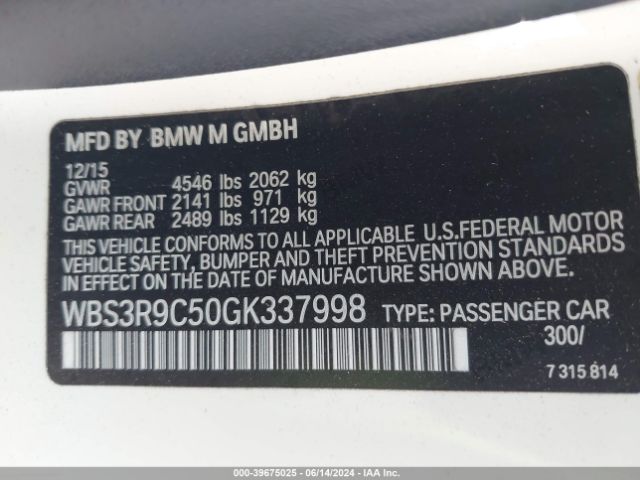 MFD BY BMW M GMBH
12/15
GVWR 4546 lbs 2062 kg
GAWR FRONT 2141 lbs 971 kg
GAWR REAR 2489 lbs 1129 kg
THIS VEHICLE CONFORMS TO ALL APPLICABLE U.S.FEDERAL MOTOR
VEHICLE SAFETY, BUMPER AND THEFT PREVENTION STANDARDS
IN EFFECT ON THE DATE OF MANUFACTURE SHOWN ABOVE.
WBS3R9C50GK337998 TYPE: PASSENGER CAR
300/
7 315 814
000-39675025 | 06/14/2024 | IAAI.COM